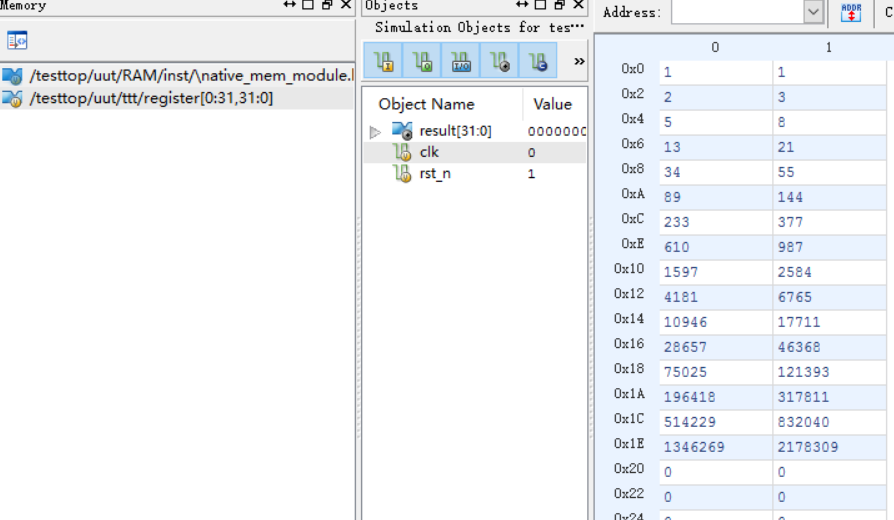 Memory
/testtop/uut/RAM/inst/\native_mem_module.
/testtop/uut/ttt/register[0:31,31:0]
Objects
Simulation Objects for tes···
»
Object Name Value
result[31:0] 0000000
clk 0
rst_n 1
Address: ADDR C
0 1
0x0 1 1
0x2 2 3
0x4 5 8
0x6 13 21
0x8 34 55
0xA 89 144
0xC 233 377
0xE 610 987
0x10 1597 2584
0x12 4181 6765
0x14 10946 17711
0x16 28657 46368
0x18 75025 121393
0x1A 196418 317811
0x1C 514229 832040
0x1E 1346269 2178309
0x20 0 0
0x22 0 0
0x24 0 0